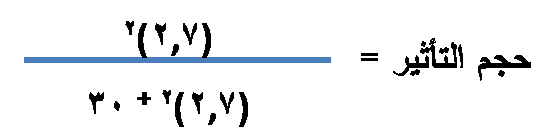 حجم التأثير = 
(٢,٧)²
(٢,٧)² + ٣٠